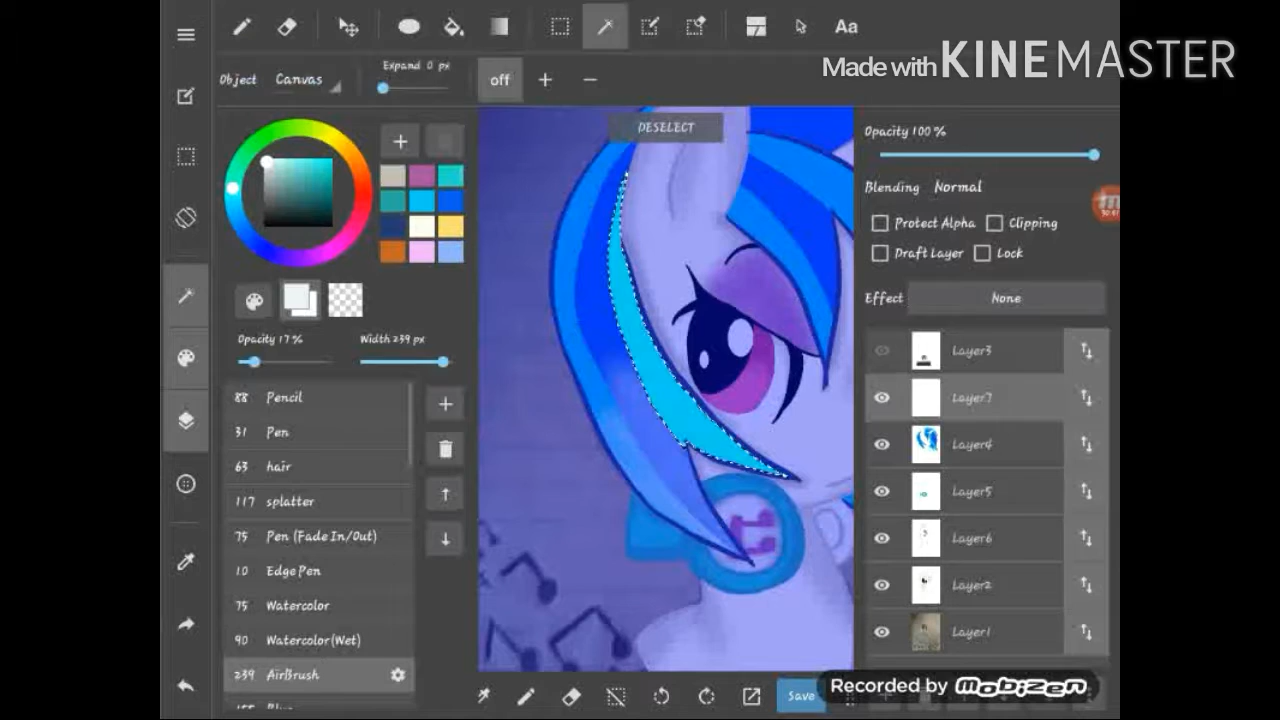 Aa
Made with KINEMASTER
Object Canvas
Expand 0 px
off
DESELECT
Opacity 100 %
Blending Normal
Protect Alpha Clipping
Draft Layer Lock
Effect None
Opacity 17 % Width 239 px
88 Pencil
31 Pen
63 hair
117 splatter
75 Pen (Fade In/Out)
10 Edge Pen
75 Watercolor
90 Watercolor (Wet)
239 AirBrush
Layer3
Layer7
Layer4
Layer5
Layer6
Layer2
Layer1
Save
Recorded by mobizen